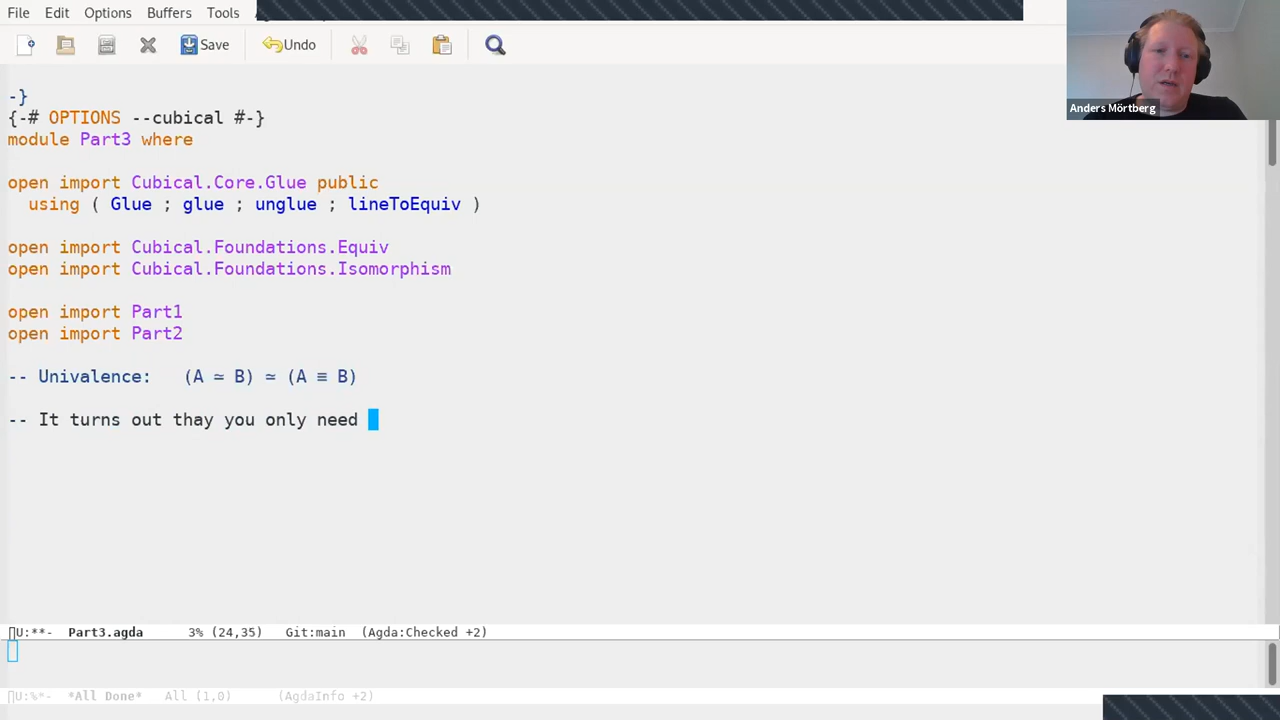 File Edit Options Buffers Tools
Save Undo
Anders Mörtberg
-}
{-# OPTIONS --cubical #-}
module Part3 where
open import Cubical.Core.Glue public
using ( Glue ; glue ; unglue ; lineToEquiv )
open import Cubical.Foundations.Equiv
open import Cubical.Foundations.Isomorphism
open import Part1
open import Part2
-- Univalence: (A ≃ B) ≃ (A ≡ B)
-- It turns out thay you only need
U:**- Part3.agda 3% (24,35) Git:main (Agda:Checked +2)
U:%*- *All Done* All (1,0) (AgdaInfo +2)